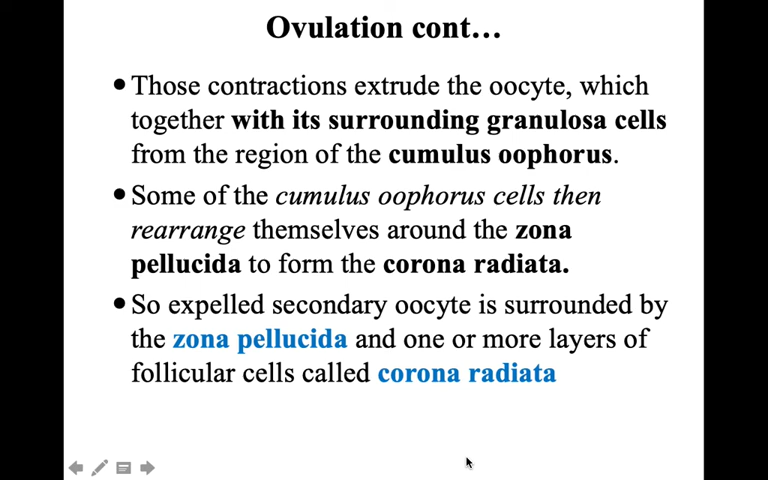 Ovulation cont…
• Those contractions extrude the oocyte, which
together with its surrounding granulosa cells
from the region of the cumulus oophorus.
• Some of the cumulus oophorus cells then
rearrange themselves around the zona
pellucida to form the corona radiata.
• So expelled secondary oocyte is surrounded by
the zona pellucida and one or more layers of
follicular cells called corona radiata